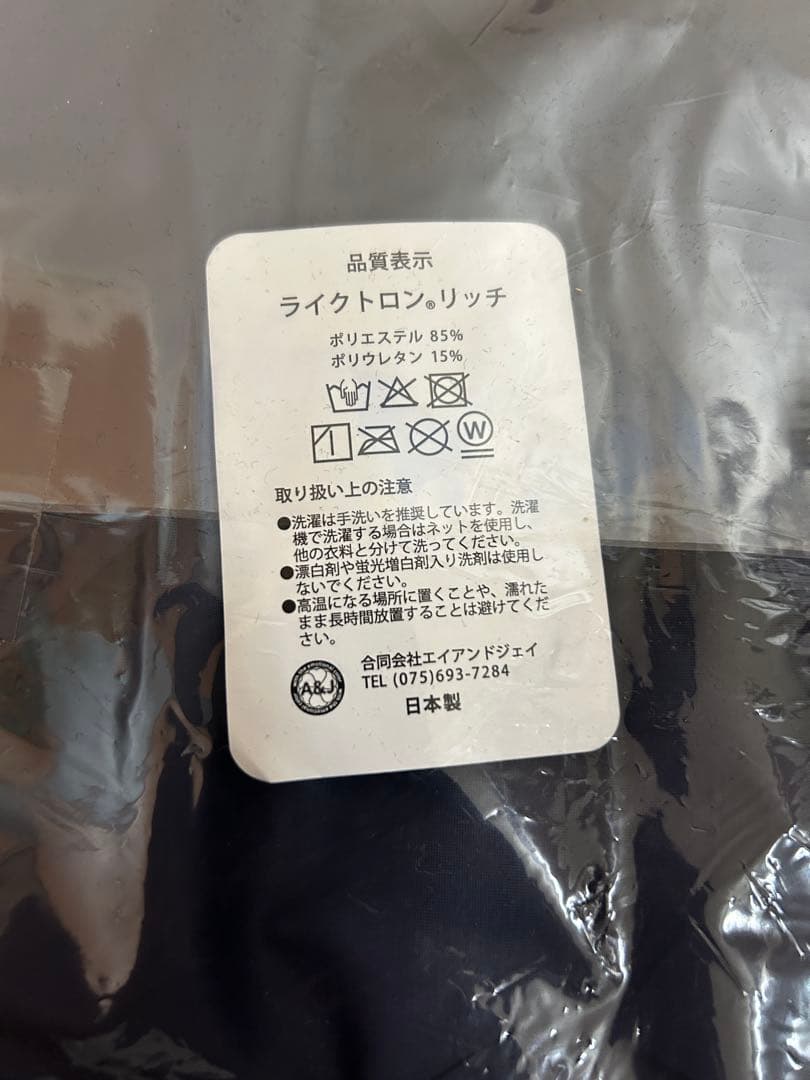 品質表示
ライクトロン®リッチ
ポリエステル 85%
ポリウレタン 15%
W
取り扱い上の注意
●洗濯は手洗いを推奨しています。洗濯
機で洗濯する場合はネットを使用し、
他の衣料と分けて洗ってください。
●漂白剤や蛍光増白剤入り洗剤は使用し
ないでください。
●高温になる場所に置くことや、濡れた
まま長時間放置することは避けてくだ
さい。
A&J
合同会社エイアンドジェイ
TEL (075)693-7284
日本製